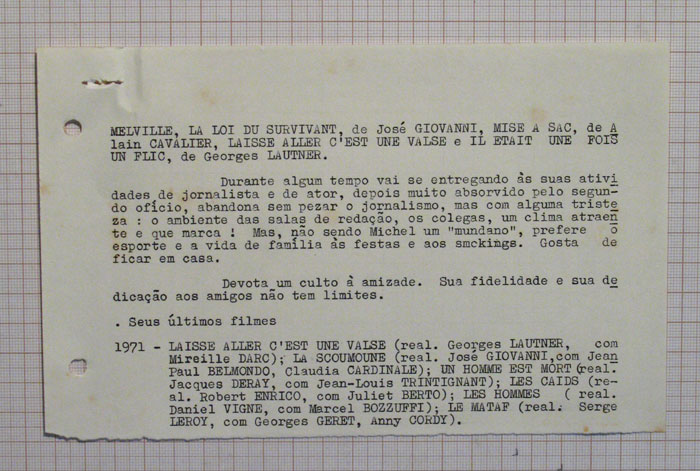 MELVILLE, LA LOI DU SURVIVANT, de José GIOVANNI, MISE A SAC, de A
lain CAVALIER, LAISSE ALLER C'EST UNE VALSE e IL ETAIT UNE FOIS
UN FLIC, de Georges LAUTNER.
Durante algum tempo vai se entregando às suas ativi
dades de jornalista e de ator, depois muito absorvido pelo segun
do ofício, abandona sem pezar o jornalismo, mas com alguma triste
za : o ambiente das salas de redação, os colegas, um clima atraen
te e que marca ! Mas, não sendo Michel um "mundano", prefere o
esporte e a vida de família às festas e aos smckings. Gosta de
ficar em casa.
Devota um culto à amizade. Sua fidelidade e sua de
dicação aos amigos não tem limites.
. Seus últimos filmes
1971 - LAISSE ALLER C'EST UNE VALSE (real. Georges LAUTNER, com
Mireille DARC); LA SCOUMOUNE (real. José GIOVANNI,com Jean
Paul BELMONDO, Claudia CARDINALE); UN HOMME EST MORT (real.
Jacques DERAY, com Jean-Louis TRINTIGNANT); LES CAIDS (re-
al. Robert ENRICO, com Juliet BERTO); LES HOMMES ( real.
Daniel VIGNE, com Marcel BOZZUFFI); LE MATAF (real. Serge
LEROY, com Georges GERET, Anny CORDY).